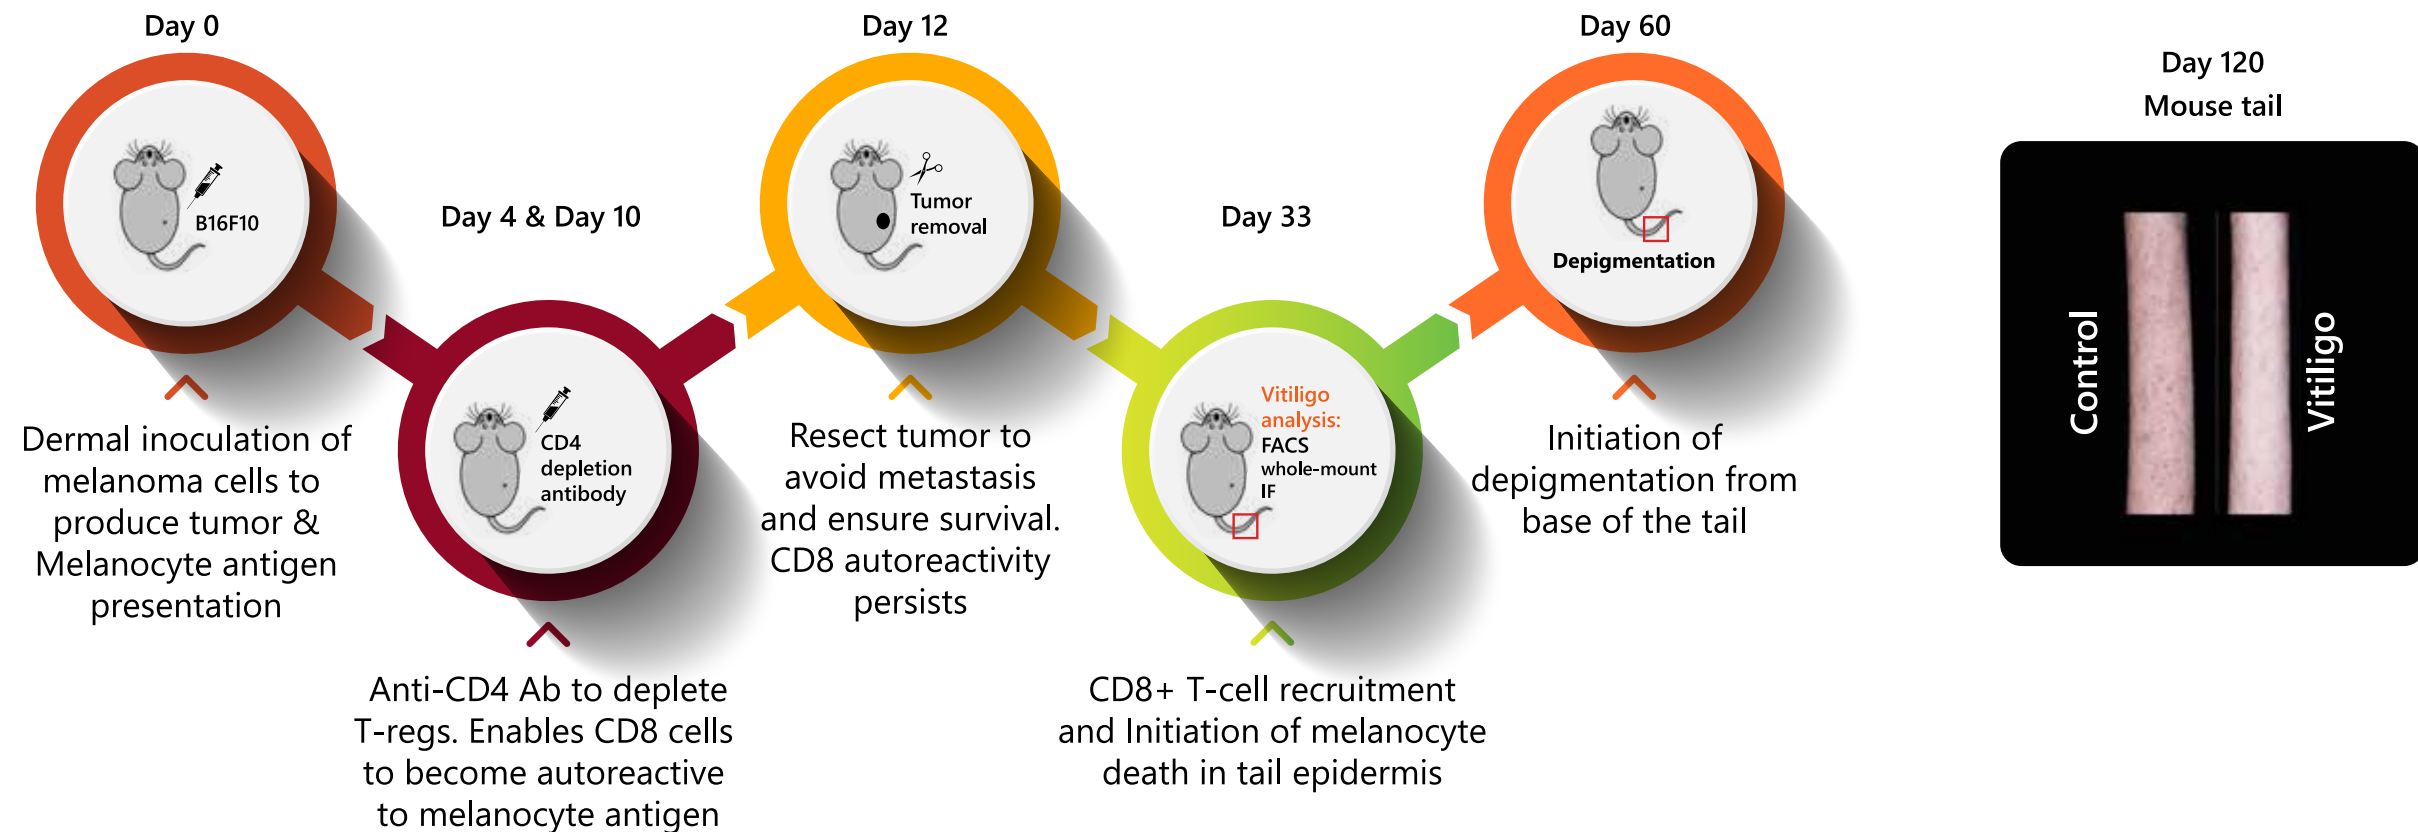 Day 0
B16F10
Dermal inoculation of
melanoma cells to
produce tumor &
Melanocyte antigen
presentation
Day 4 & Day 10
CD4
depletion
antibody
Anti-CD4 Ab to deplete
T-regs. Enables CD8 cells
to become autoreactive
to melanocyte antigen
Day 12
Tumor
removal
Resect tumor to
avoid metastasis
and ensure survival.
CD8 autoreactivity
persists
Day 33
Vitiligo
analysis:
FACS
whole-mount
IF
CD8+ T-cell recruitment
and Initiation of melanocyte
death in tail epidermis
Day 60
Depigmentation
Initiation of
depigmentation from
base of the tail
Day 120
Mouse tail
Control
Vitiligo